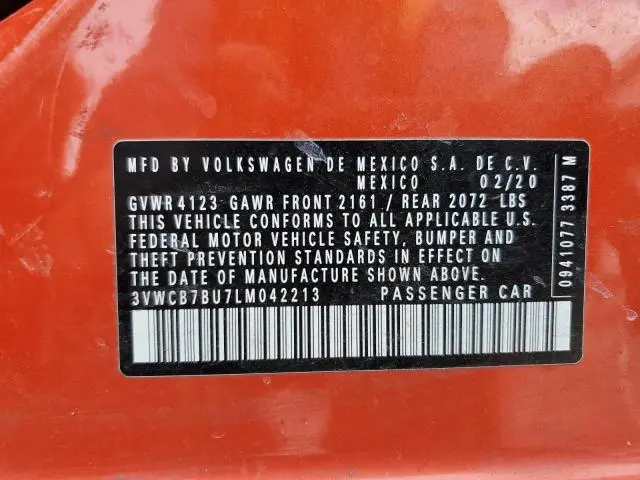 MFD BY VOLKSWAGEN DE MEXICO S.A. DE C.V.
MEXICO 02/20
GVWR 4123 GAWR FRONT 2161 / REAR 2072 LBS
THIS VEHICLE CONFORMS TO ALL APPLICABLE U.S.
FEDERAL MOTOR VEHICLE SAFETY, BUMPER AND
THEFT PREVENTION STANDARDS IN EFFECT ON
THE DATE OF MANUFACTURE SHOWN ABOVE.
3VWCB7BU7LM042213 PASSENGER CAR
0941077 3387 M